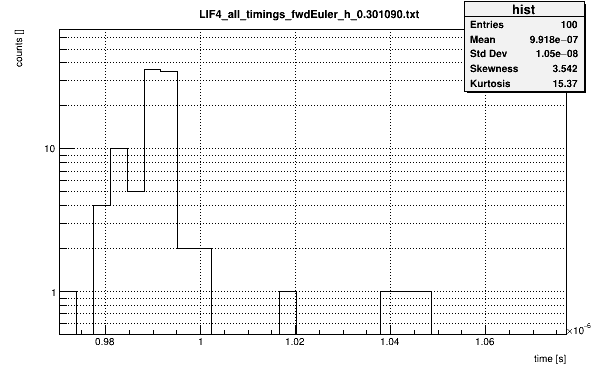 LIF4_all_timings_fwdEuler_h_0.301090.txt
hist
Entries 100
Mean 9.918e−07
Std Dev 1.05e−08
Skewness 3.542
Kurtosis 15.37
counts []
10
1
0.98 1 1.02 1.04 1.06
×10⁻⁶
time [s]